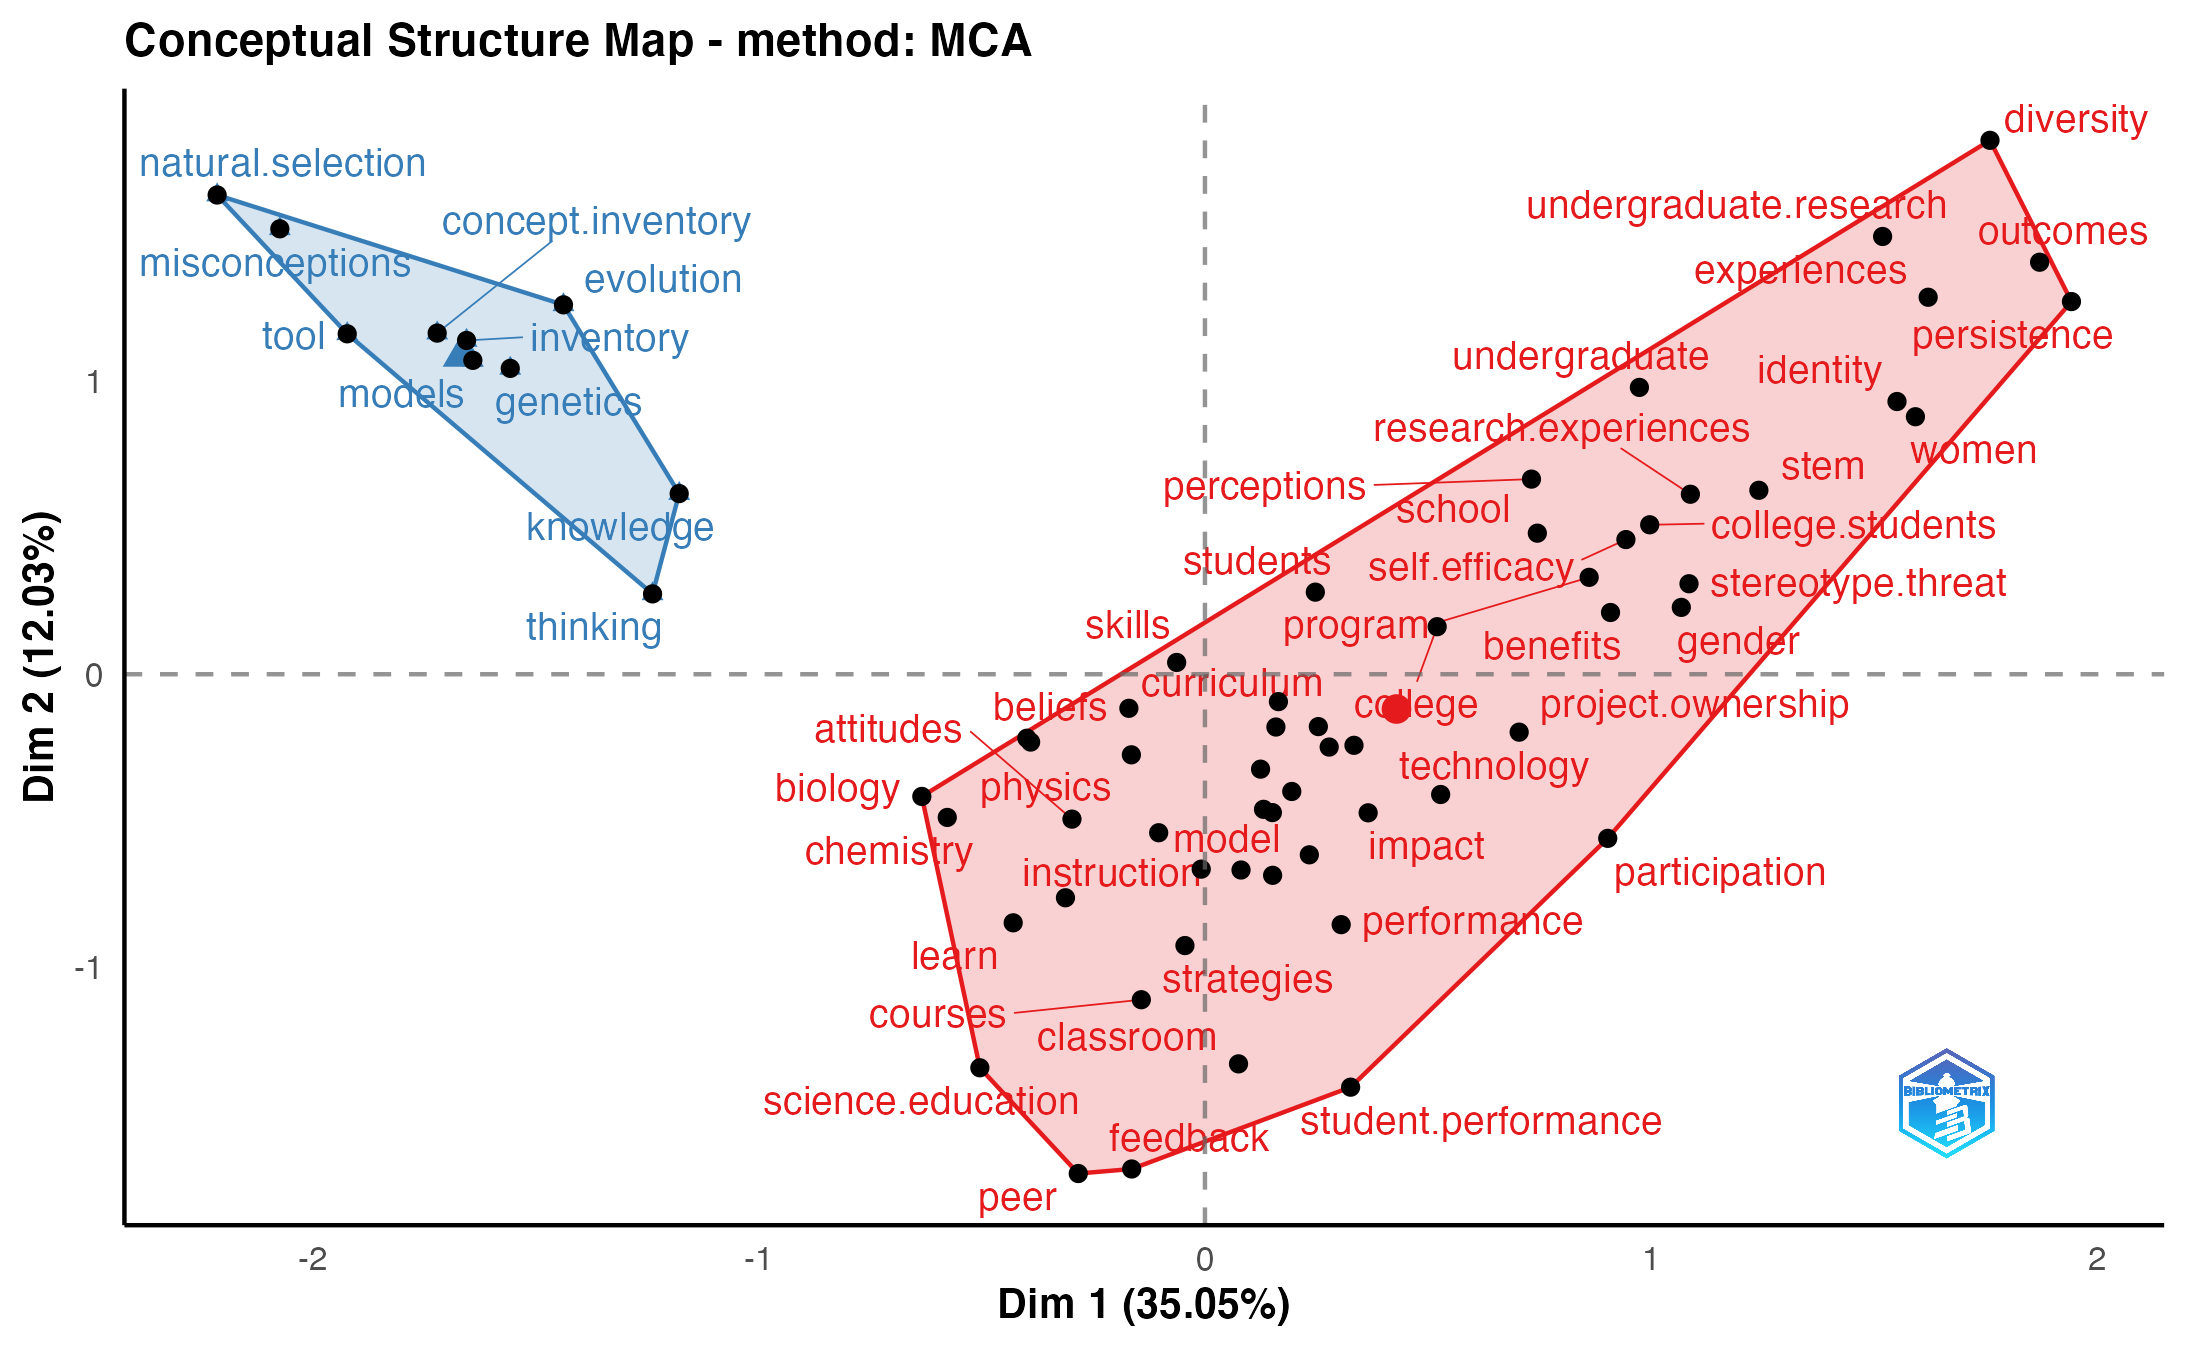 Conceptual Structure Map - method: MCA
diversity
natural.selection
undergraduate.research
concept.inventory
outcomes
misconceptions
experiences
evolution
tool
inventory
persistence
undergraduate
identity
1
models
genetics
research.experiences
women
stem
perceptions
school
knowledge
college.students
students
self.efficacy
stereotype.threat
thinking
skills
program
benefits
gender
0
curriculum
beliefs
college
project.ownership
attitudes
technology
biology
physics
model
impact
chemistry
instruction
participation
performance
learn
-1
strategies
courses
classroom
BIBLIOMETRIX
science.education
student.performance
feedback
peer
-2
-1
0
1
2
Dim 1 (35.05%)
Dim 2 (12.03%)